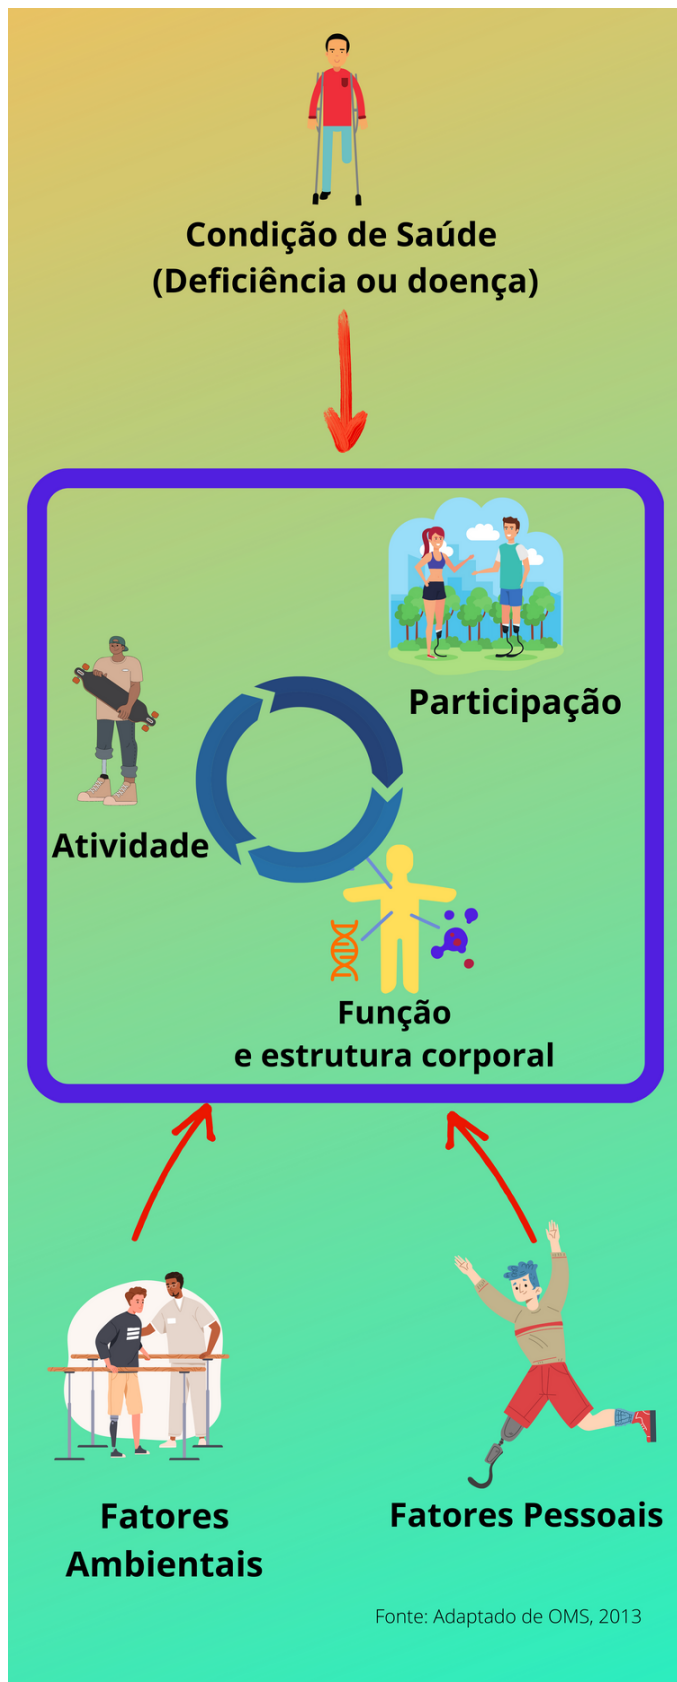 Condição de Saúde
(Deficiência ou doença)
Participação
Atividade
Função
e estrutura corporal
Fatores
Ambientais
Fatores Pessoais
Fonte: Adaptado de OMS, 2013